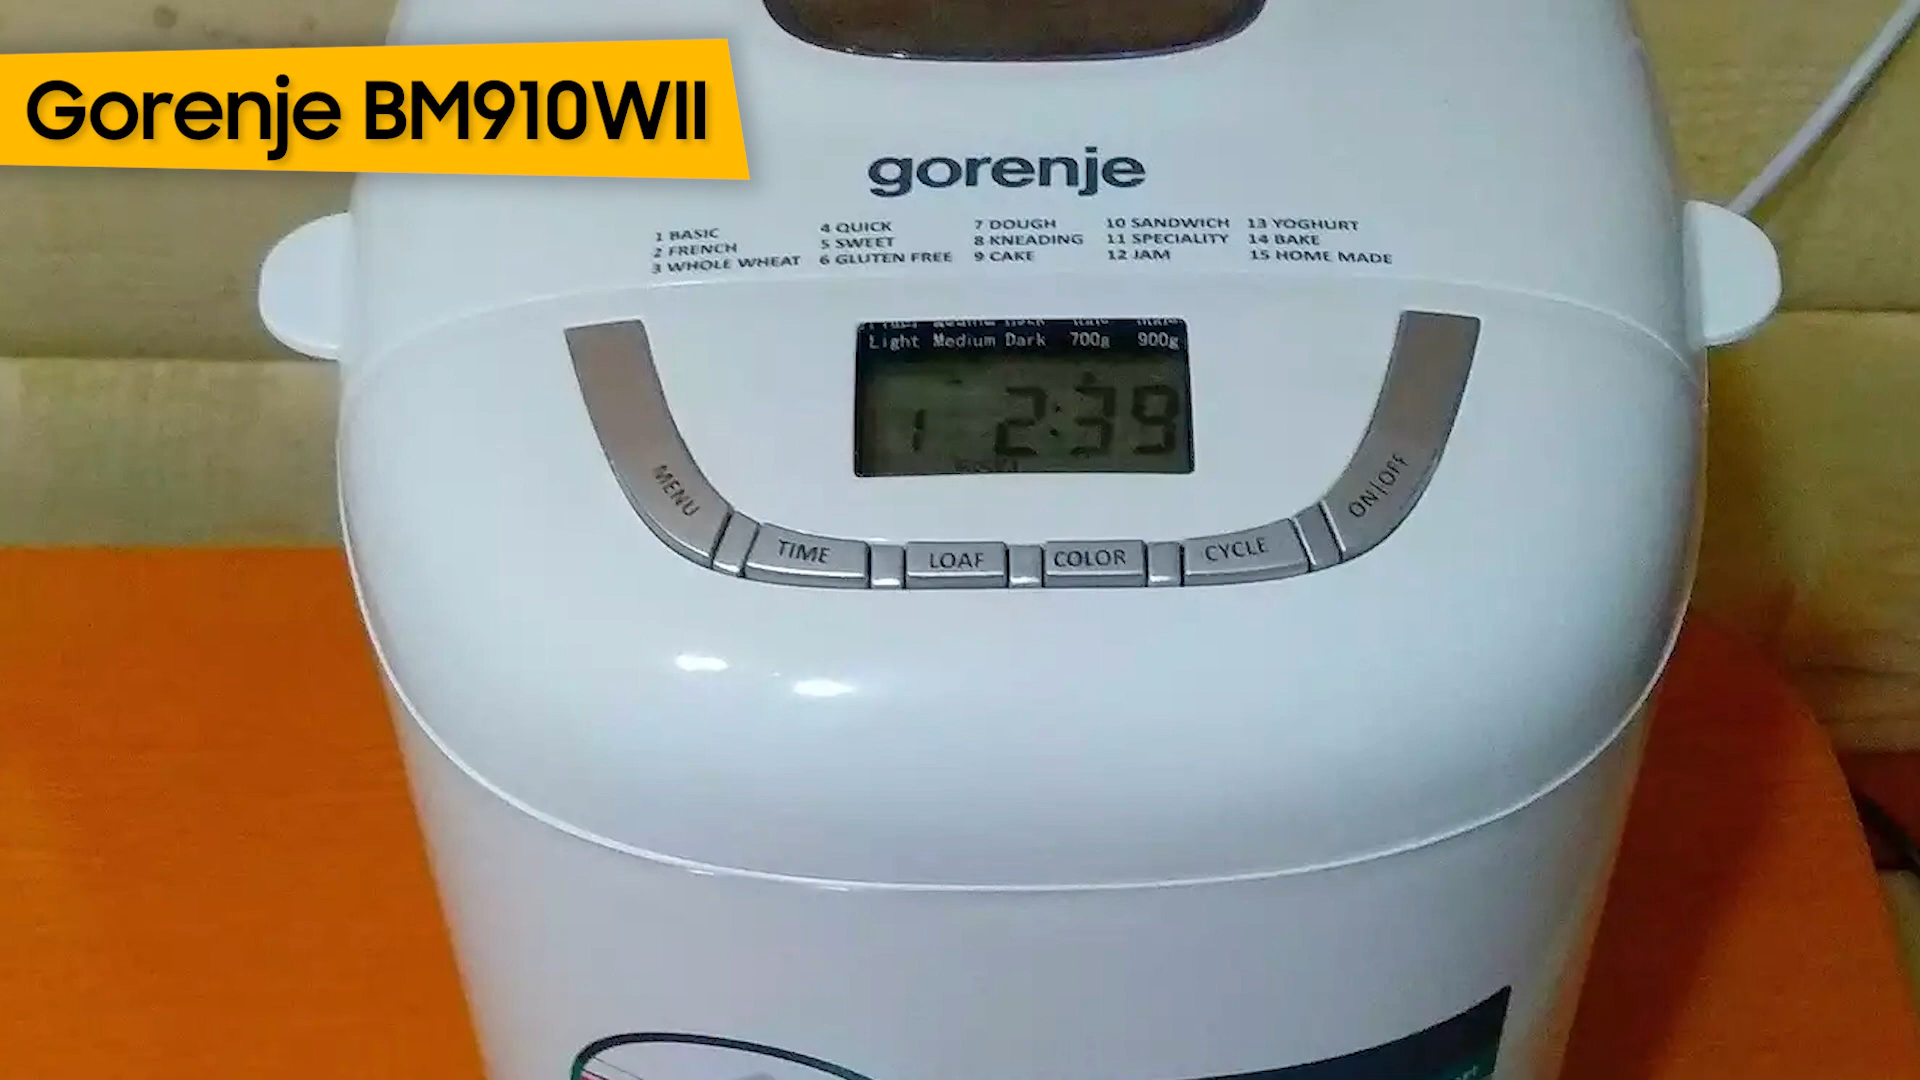 Gorenje BM910WII
gorenje
1 BASIC
2 FRENCH
3 WHOLE WHEAT
4 QUICK
5 SWEET
6 GLUTEN FREE
7 DOUGH
8 KNEADING
9 CAKE
10 SANDWICH
11 SPECIALITY
12 JAM
13 YOGHURT
14 BAKE
15 HOME MADE
Light Medium Dark 700g 900g
1 2:39
MENU
TIME
LOAF
COLOR
CYCLE
ON|OFF